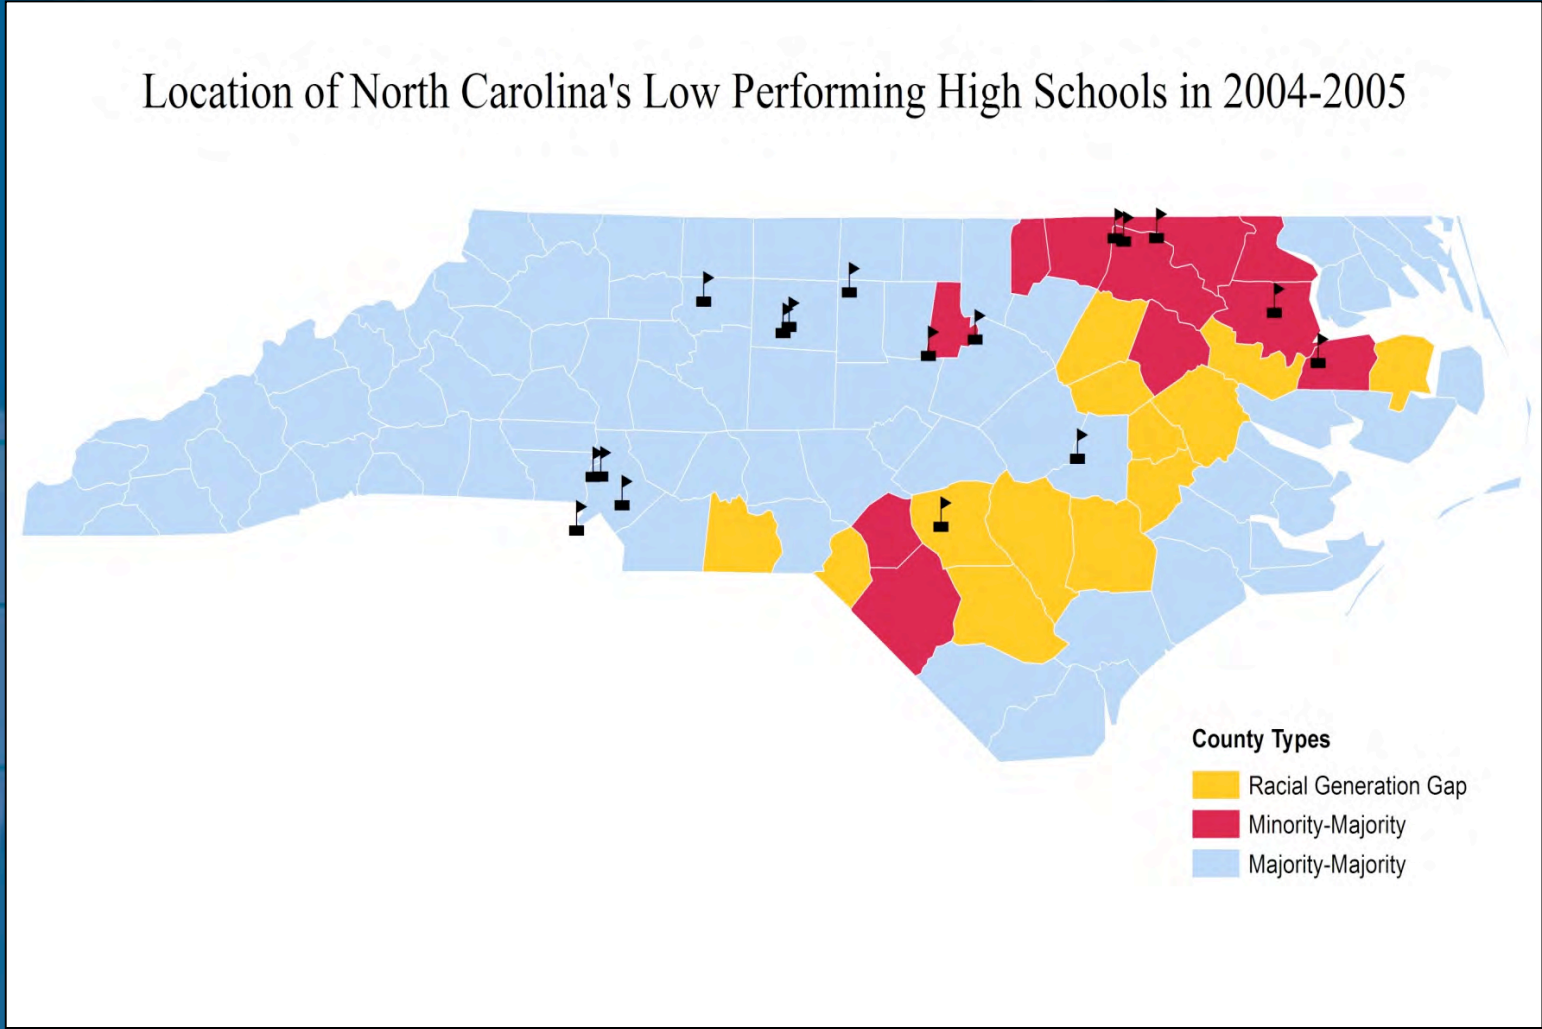 Location of North Carolina's Low Performing High Schools in 2004-2005
County Types
Racial Generation Gap
Minority-Majority
Majority-Majority